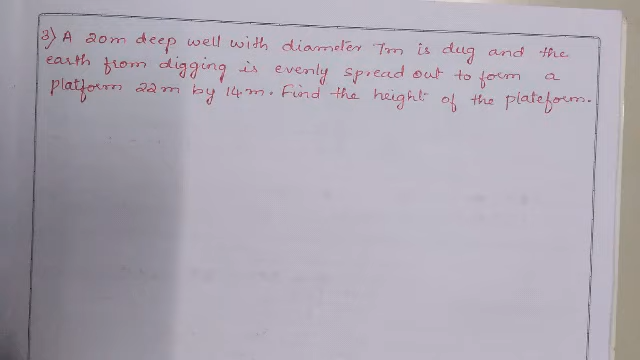 3) A 20m deep well with diameter 7m is dug and the
earth from digging is evenly spread out to form a
platform 22m by 14m. Find the height of the plateform.